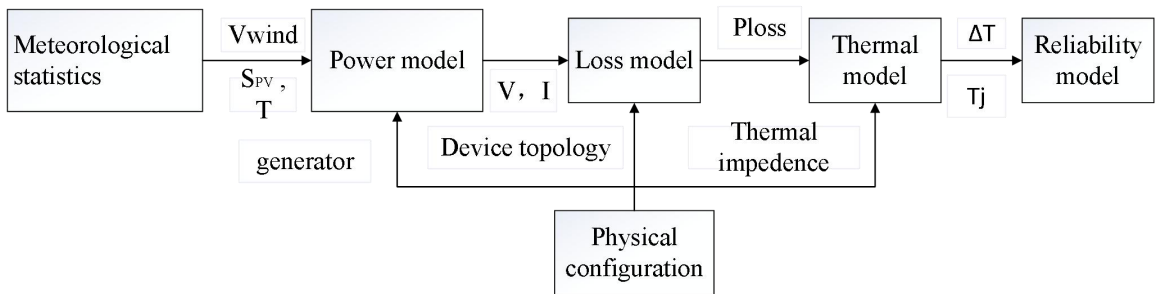 Meteorological
statistics
Vwind
SPV ,
T
Power model
V，I
Loss model
Ploss
Thermal
model
ΔT
Tj
Reliability
model
generator
Device topology
Thermal
impedence
Physical
configuration